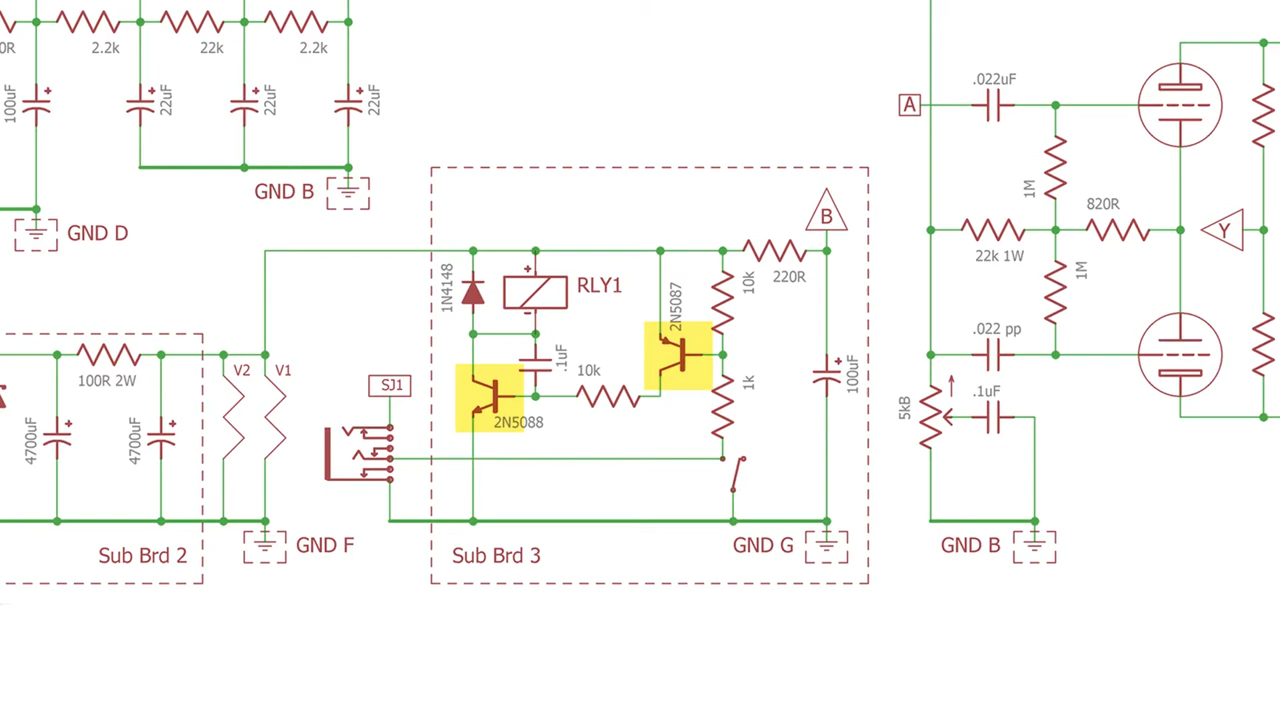 0R
2.2k
22k
2.2k
100uF
22uF
22uF
22uF
GND B
GND D
100R 2W
4700uF
4700uF
V2
V1
Sub Brd 2
GND F
1N4148
RLY1
2N5087
10k
220R
B
.1uF
10k
1k
100uF
SJ1
2N5088
Sub Brd 3
GND G
A
.022uF
1M
820R
22k 1W
1M
Y
.022 pp
.1uF
5kB
GND B